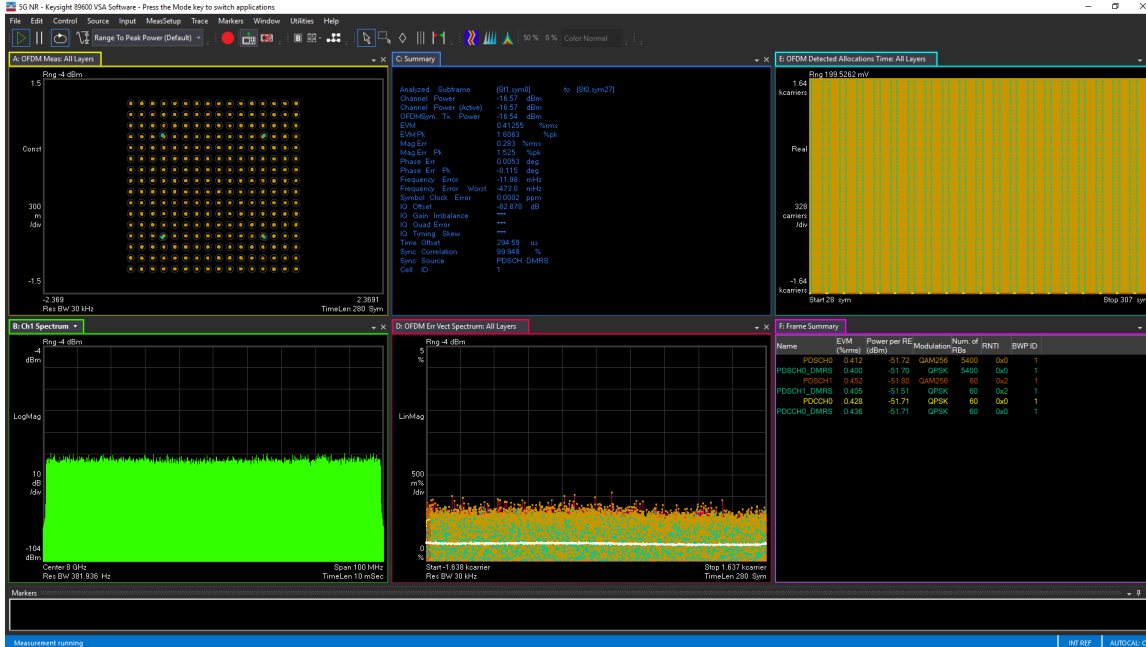 5G NR - Keysight 89600 VSA Software - Press the Mode key to switch applications
File Edit Control Source Input MeasSetup Trace Markers Window Utilities Help
Range To Peak Power (Default) 50 % 0 % Color Normal
A: OFDM Meas: All Layers
Rng -4 dBm
1.5
Const
300
m
/div
-1.5
-2.369 2.3691
Res BW 30 kHz TimeLen 280 Sym
C: Summary
Analyzed Subframe [Bf1,sym0] to [Bf0,sym27]
Channel Power -16.57 dBm
Channel Power (Active) -16.57 dBm
OFDMSym. Tx. Power -16.54 dBm
EVM 0.41255 %rms
EVM Pk 1.6063 %pk
Mag Err 0.283 %rms
Mag Err Pk 1.525 %pk
Phase Err 0.0053 deg
Phase Err Pk -0.115 deg
Frequency Error -11.98 mHz
Frequency Error Worst -473.0 mHz
Symbol Clock Error 0.0002 ppm
IQ Offset -82.878 dB
IQ Gain Imbalance ***
IQ Quad Error ***
IQ Timing Skew ***
Time Offset 294.59 us
Sync Correlation 99.948 %
Sync Source PDSCH DMRS
Cell ID 1
E: OFDM Detected Allocations Time: All Layers
Rng 199.5262 mV
1.64
kcarriers
Real
328
carriers
/div
-1.64
kcarriers
Start 28 sym Stop 307 sym
B: Ch1 Spectrum
Rng -4 dBm
-4
dBm
LogMag
10
dB
/div
-104
dBm
Center 8 GHz Span 100 MHz
Res BW 381.936 Hz TimeLen 10 mSec
D: OFDM Err Vect Spectrum: All Layers
Rng -4 dBm
5
%
LinMag
500
m%
/div
0
%
Start -1.638 kcarrier Stop 1.637 kcarrier
Res BW 30 kHz TimeLen 280 Sym
F: Frame Summary
Name EVM (%rms) Power per RE (dBm) Modulation Num. of RBs RNTI BWP ID
PDSCH0 0.412 -51.72 QAM256 5400 0x0 1
PDSCH0_DMRS 0.400 -51.70 QPSK 5400 0x0 1
PDSCH1 0.452 -51.80 QAM256 60 0x2 1
PDSCH1_DMRS 0.405 -51.51 QPSK 60 0x2 1
PDCCH0 0.428 -51.71 QPSK 60 0x0 1
PDCCH0_DMRS 0.436 -51.71 QPSK 60 0x0 1
Markers
Measurement running INT REF AUTOCAL: